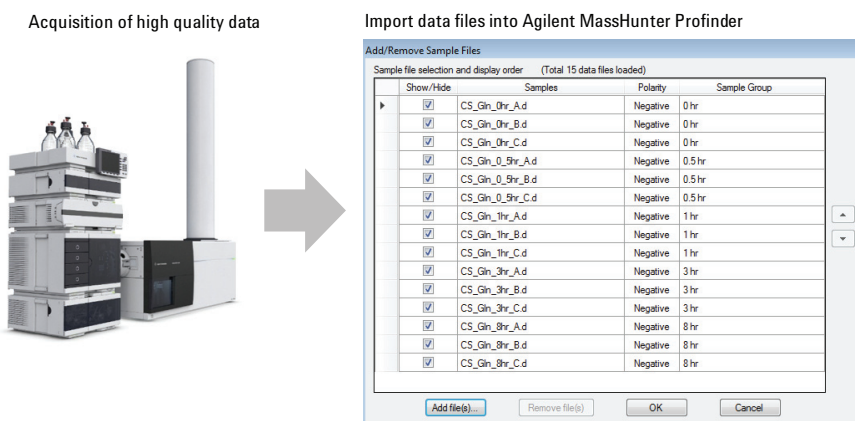 Acquisition of high quality data
Import data files into Agilent MassHunter Profinder
Add/Remove Sample Files
Sample file selection and display order (Total 15 data files loaded)
Show/Hide Samples Polarity Sample Group
CS_Gln_0hr_A.d Negative 0 hr
CS_Gln_0hr_B.d Negative 0 hr
CS_Gln_0hr_C.d Negative 0 hr
CS_Gln_0_5hr_A.d Negative 0.5 hr
CS_Gln_0_5hr_B.d Negative 0.5 hr
CS_Gln_0_5hr_C.d Negative 0.5 hr
CS_Gln_1hr_A.d Negative 1 hr
CS_Gln_1hr_B.d Negative 1 hr
CS_Gln_1hr_C.d Negative 1 hr
CS_Gln_3hr_A.d Negative 3 hr
CS_Gln_3hr_B.d Negative 3 hr
CS_Gln_3hr_C.d Negative 3 hr
CS_Gln_8hr_A.d Negative 8 hr
CS_Gln_8hr_B.d Negative 8 hr
CS_Gln_8hr_C.d Negative 8 hr
Add file(s)... Remove file(s) OK Cancel